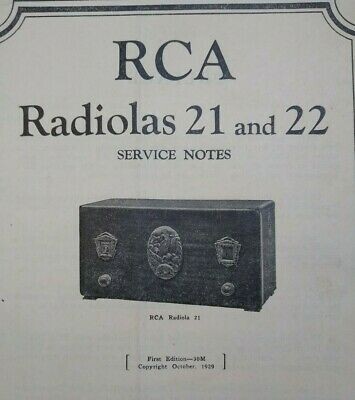 RCA
Radiolas 21 and 22
SERVICE NOTES
RCA Radiola 21
First Edition—30M
Copyright October, 1929